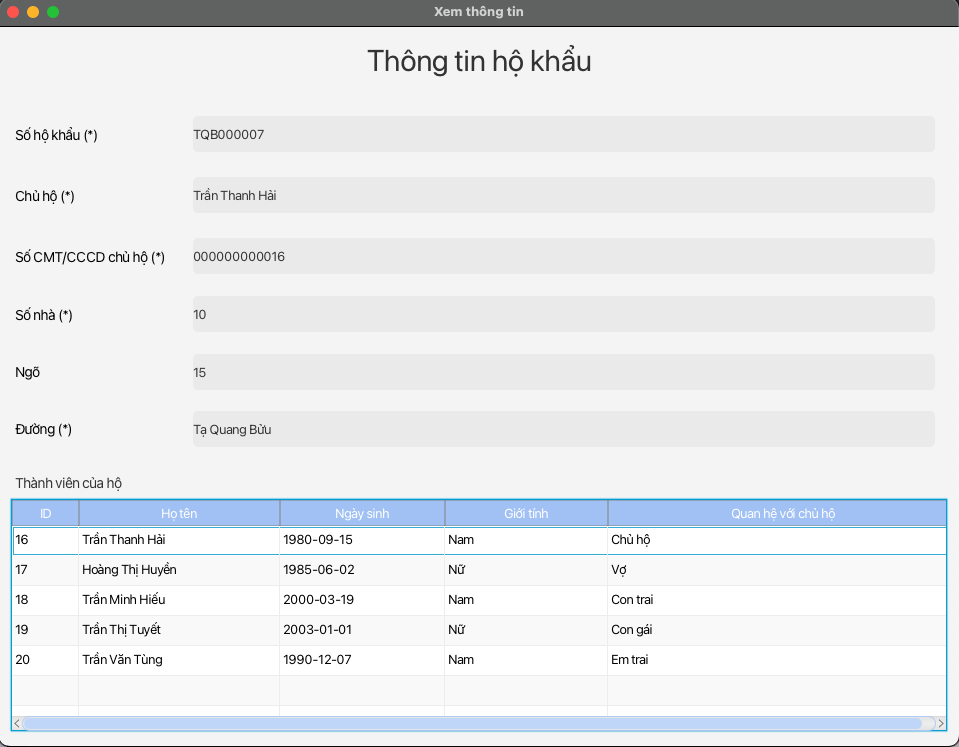 Xem thông tin
Thông tin hộ khẩu
Số hộ khẩu (*) TQB000007
Chủ hộ (*) Trần Thanh Hải
Số CMT/CCCD chủ hộ (*) 000000000016
Số nhà (*) 10
Ngõ 15
Đường (*) Tạ Quang Bửu
Thành viên của hộ
ID Họ tên Ngày sinh Giới tính Quan hệ với chủ hộ
16 Trần Thanh Hải 1980-09-15 Nam Chủ hộ
17 Hoàng Thị Huyền 1985-06-02 Nữ Vợ
18 Trần Minh Hiếu 2000-03-19 Nam Con trai
19 Trần Thị Tuyết 2003-01-01 Nữ Con gái
20 Trần Văn Tùng 1990-12-07 Nam Em trai